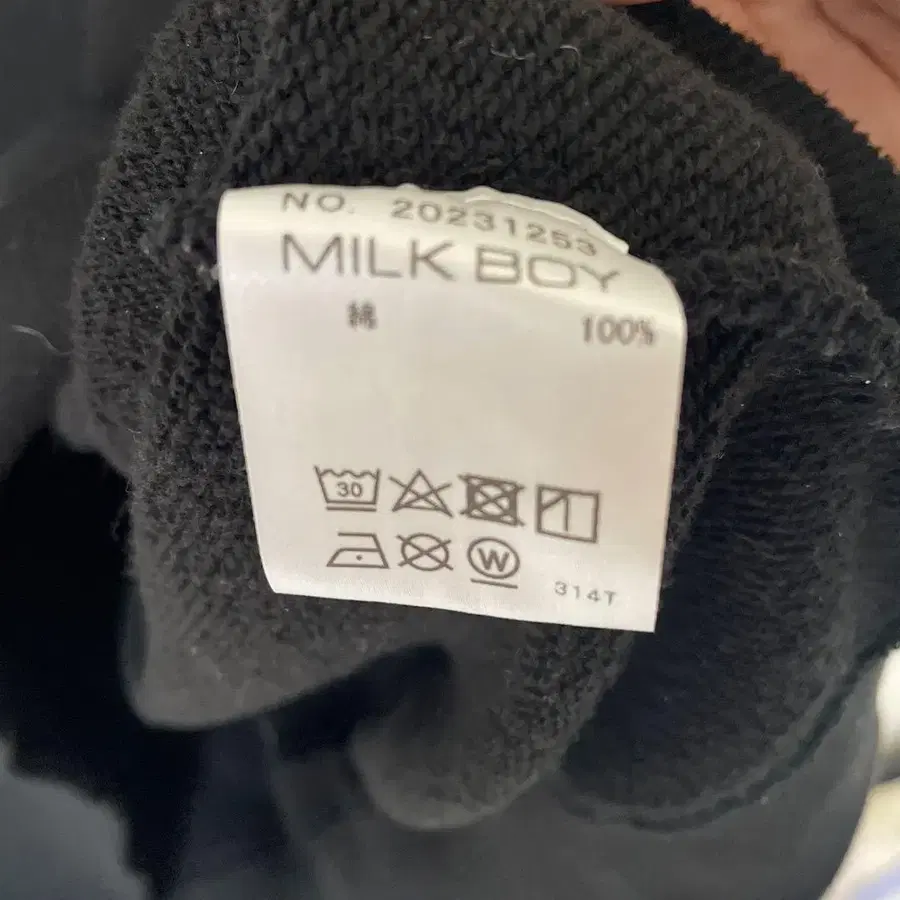 NO. 20231253
MILK BOY
綿 100%
30
W
314T